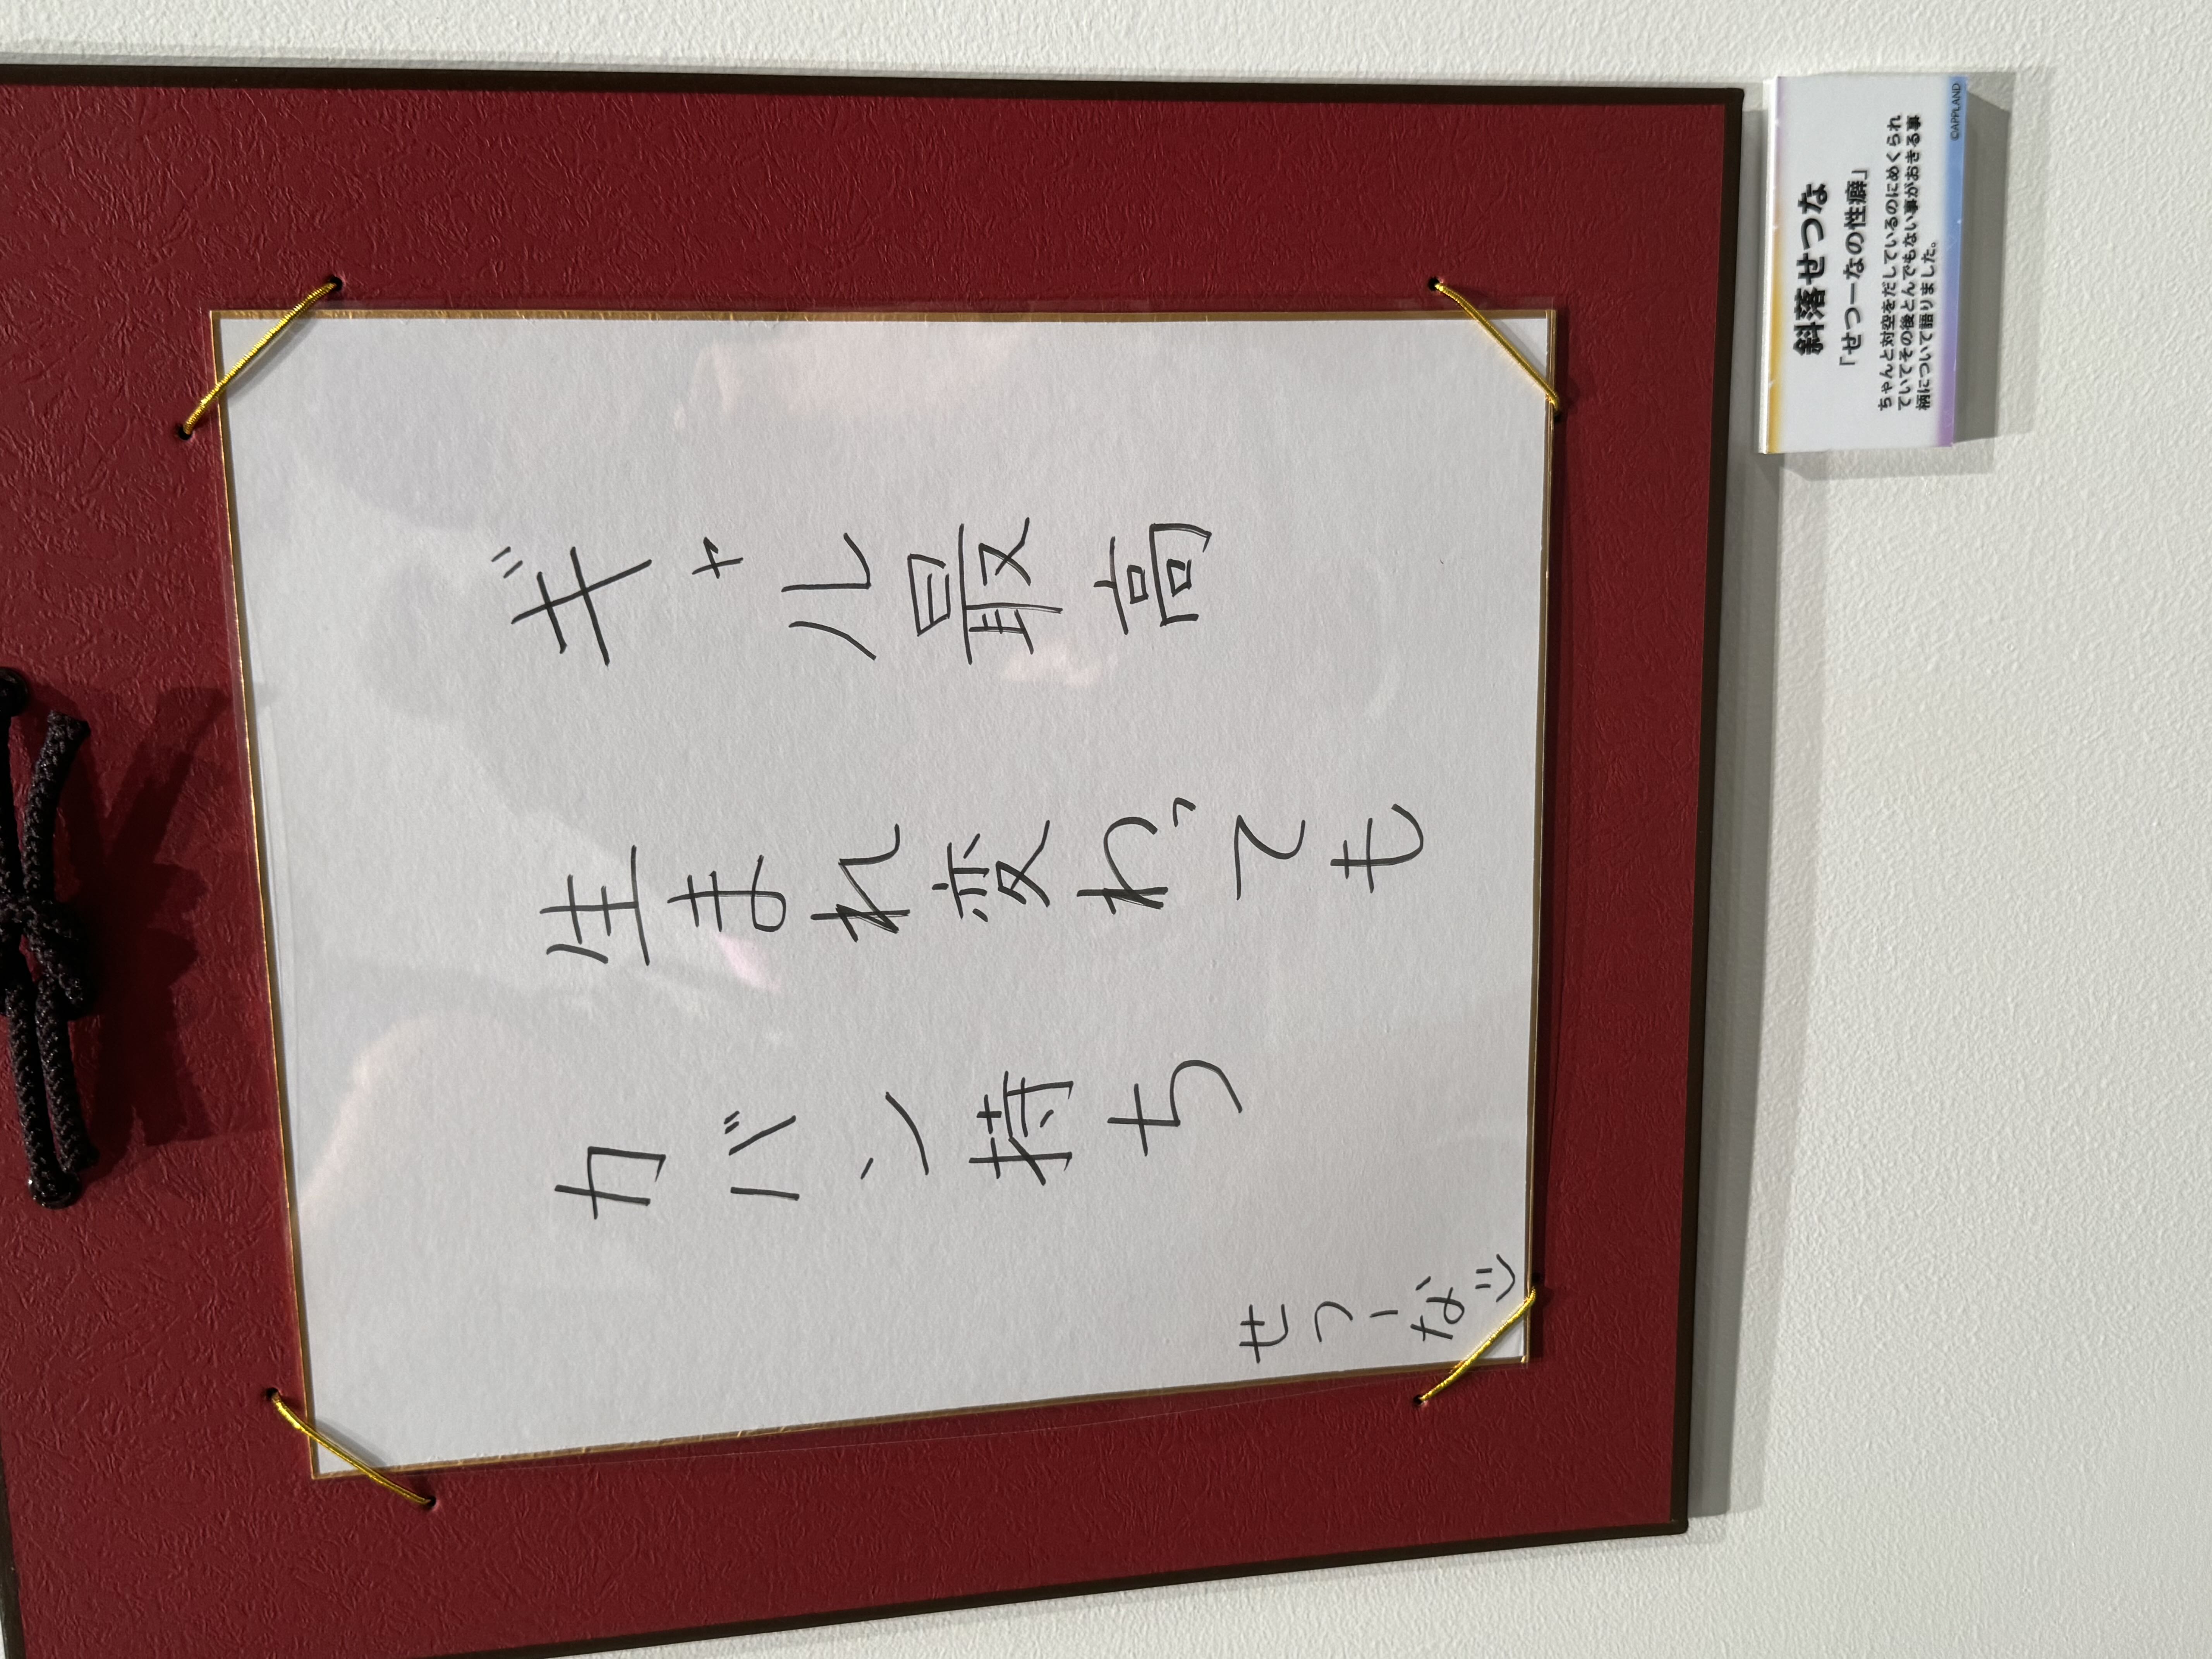 ギャル最高
生まれ変わっても
カバン持ち
せつーな
斜落せつな
「せつーなの性癖」
ちゃんと対空をだしているのにめくられ
ていてその後とんでもない事がおきる事
柄について語りました。
©APPLAND